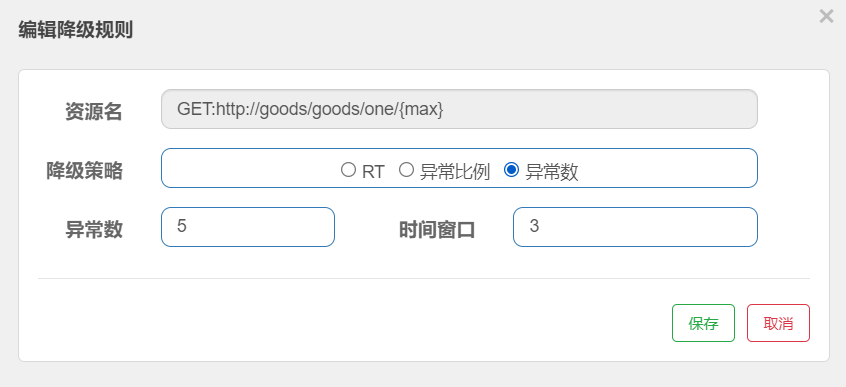 编辑降级规则 ×
资源名 GET:http://goods/goods/one/{max}
降级策略 RT 异常比例 异常数
异常数 5 时间窗口 3
保存 取消